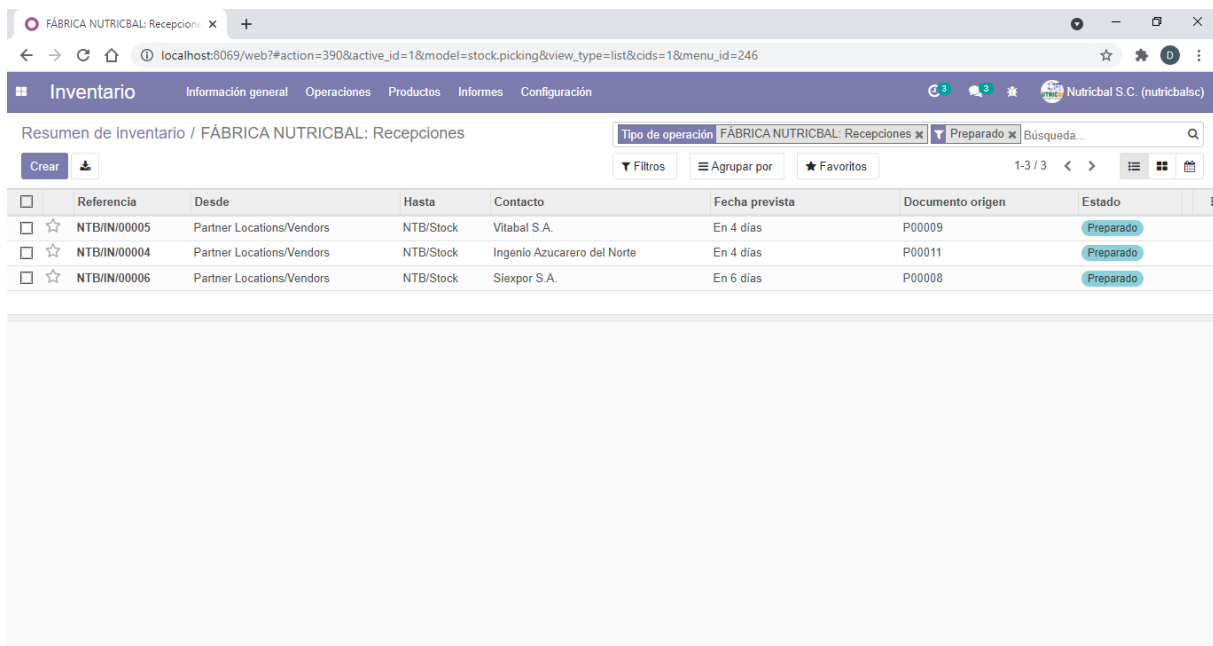 FÁBRICA NUTRICBAL: Recepcione
localhost:8069/web?#action=390&active_id=1&model=stock.picking&view_type=list&cids=1&menu_id=246
D
Inventario Información general Operaciones Productos Informes Configuración 3 3 Nutricbal S.C. (nutricbalsc)
Resumen de inventario / FÁBRICA NUTRICBAL: Recepciones
Tipo de operación FÁBRICA NUTRICBAL: Recepciones Preparado Búsqueda...
Crear Filtros Agrupar por Favoritos 1-3 / 3
Referencia Desde Hasta Contacto Fecha prevista Documento origen Estado
NTB/IN/00005 Partner Locations/Vendors NTB/Stock Vitabal S.A. En 4 días P00009 Preparado
NTB/IN/00004 Partner Locations/Vendors NTB/Stock Ingenio Azucarero del Norte En 4 días P00011 Preparado
NTB/IN/00006 Partner Locations/Vendors NTB/Stock Siexpor S.A. En 6 días P00008 Preparado